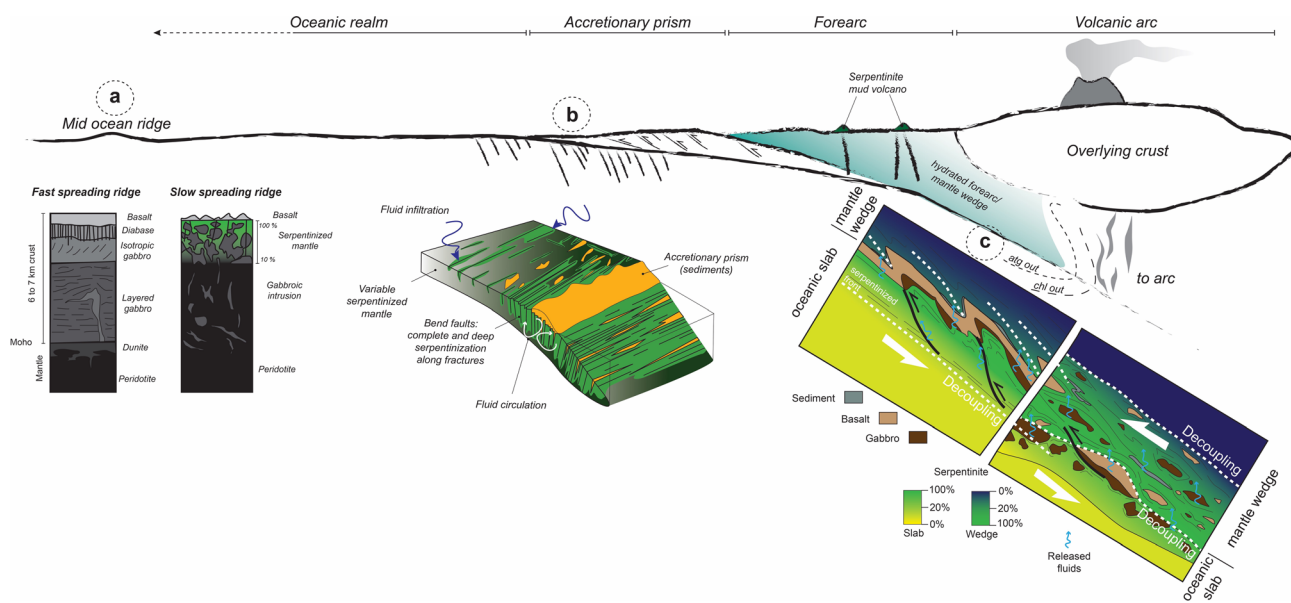 Oceanic realm
Accretionary prism
Forearc
Volcanic arc
a
Mid ocean ridge
b
Serpentinite
mud volcano
hydrated forearc/
mantle wedge
Overlying crust
c
atg out
chl out
to arc
Fast spreading ridge
Basalt
Diabase
Isotropic
gabbro
Layered
gabbro
Dunite
Peridotite
6 to 7 km crust
Moho
Mantle
Slow spreading ridge
Basalt
100 %
Serpentinized
mantle
10 %
Gabbroic
intrusion
Peridotite
Fluid infiltration
Variable
serpentinized
mantle
Bend faults:
complete and deep
serpentinization
along fractures
Fluid circulation
Accretionary prism
(sediments)
mantle
wedge
oceanic slab
serpentinized
front
Decoupling
Decoupling
Decoupling
mantle wedge
oceanic
slab
Sediment
Basalt
Gabbro
Serpentinite
100%
20%
0%
Slab
0%
20%
100%
Wedge
Released
fluids